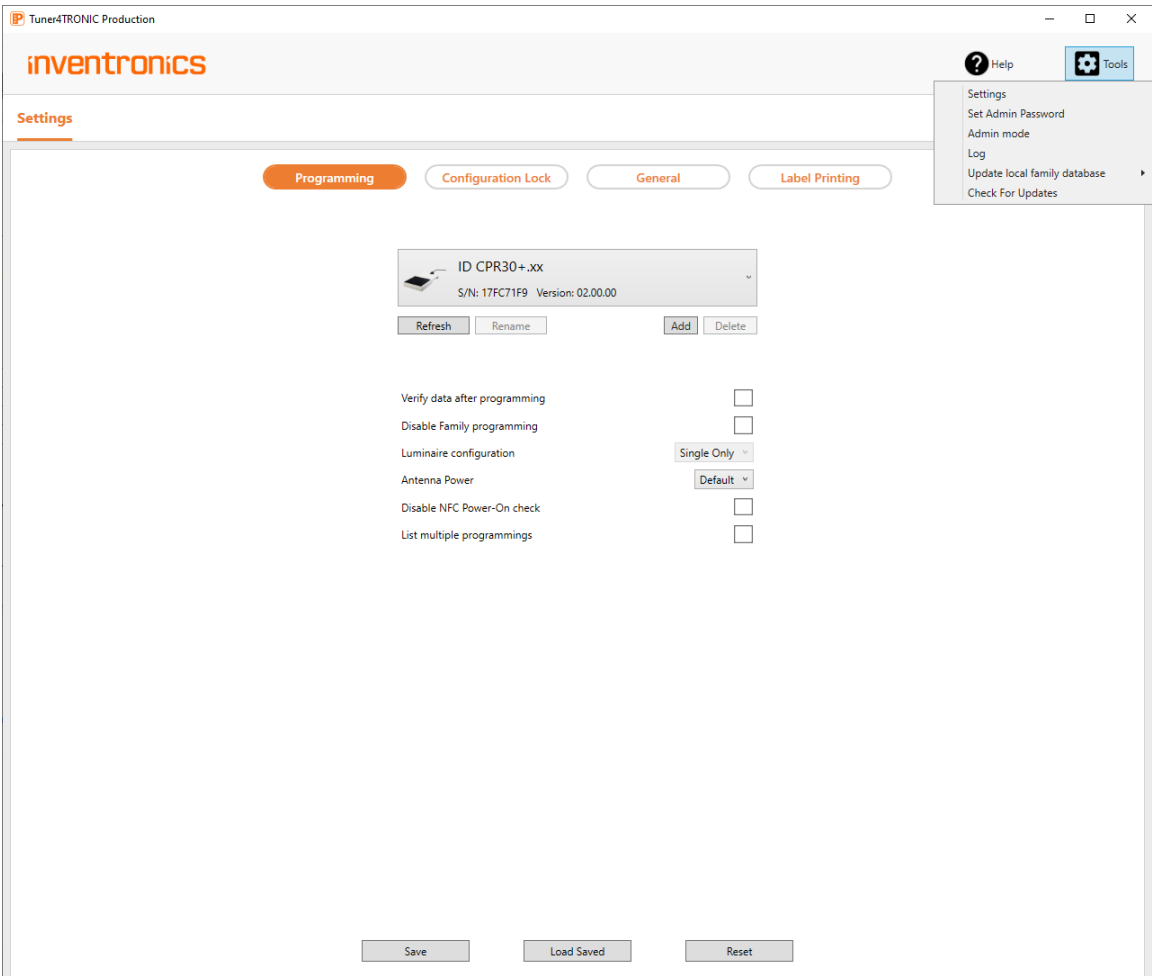 Tuner4TRONIC Production
inventronics
Help
Tools
Settings
Set Admin Password
Admin mode
Log
Update local family database
Check For Updates
Settings
Programming
Configuration Lock
General
Label Printing
ID CPR30+.xx
S/N: 17FC71F9 Version: 02.00.00
Refresh
Rename
Add
Delete
Verify data after programming
Disable Family programming
Luminaire configuration
Single Only
Antenna Power
Default
Disable NFC Power-On check
List multiple programmings
Save
Load Saved
Reset